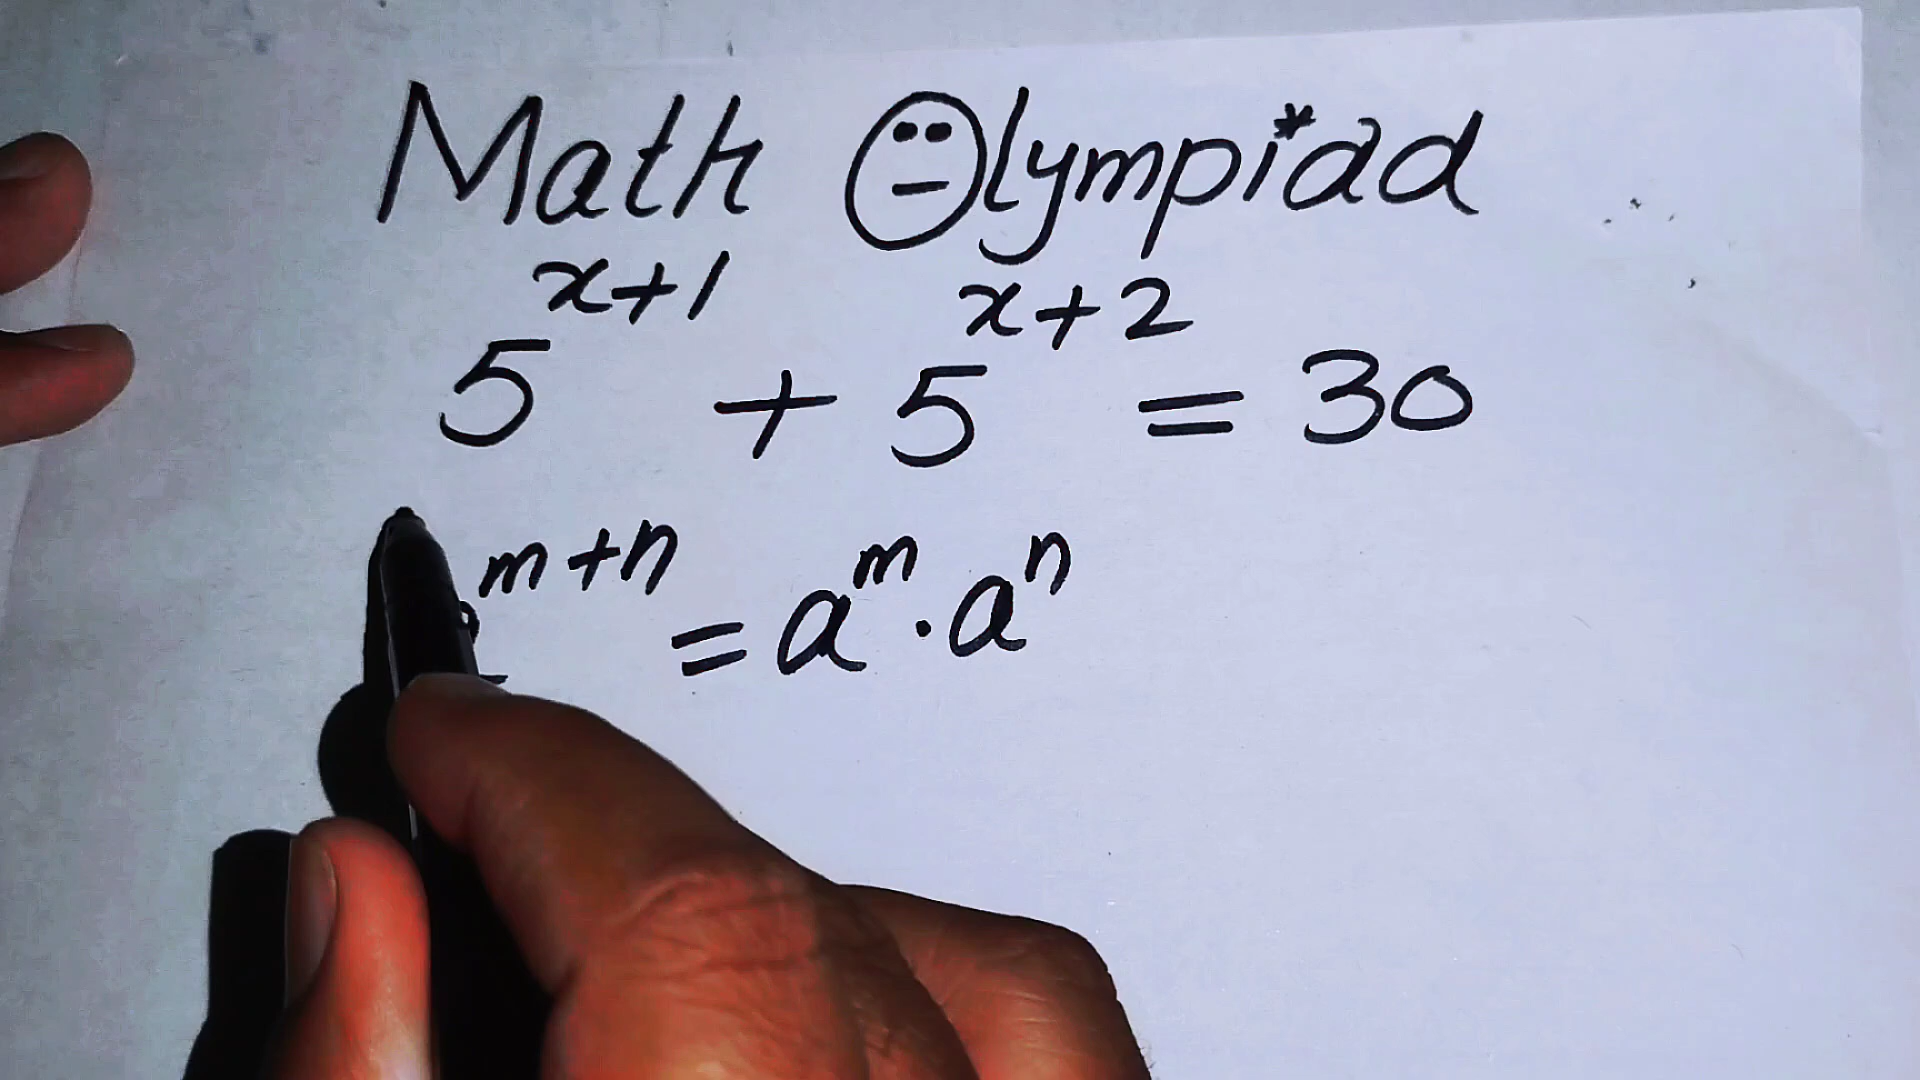 Math Olympiad
5^{x+1} + 5^{x+2} = 30
^{m+n} = a^m · a^n